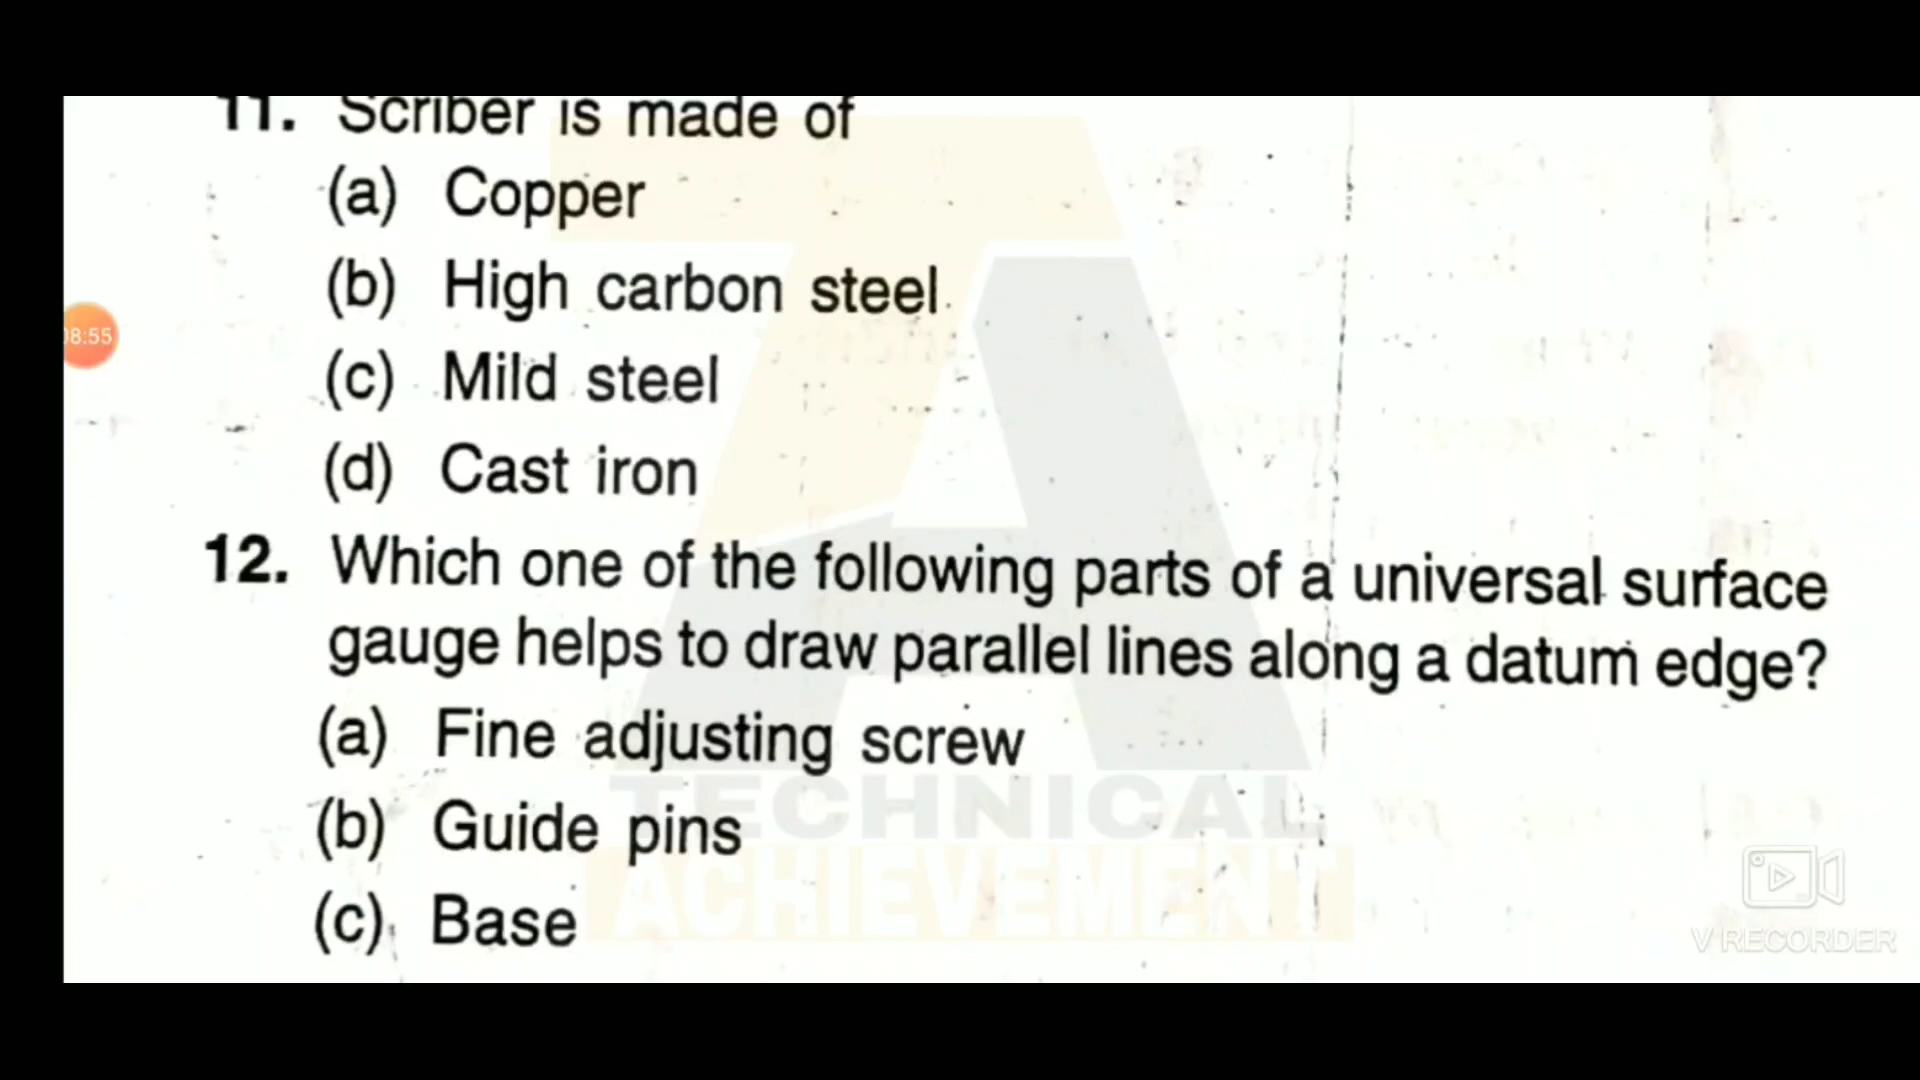 11. Scriber is made of
(a) Copper
(b) High carbon steel
(c) Mild steel
(d) Cast iron
12. Which one of the following parts of a universal surface
gauge helps to draw parallel lines along a datum edge?
(a) Fine adjusting screw
(b) Guide pins
(c) Base
TECHNICAL
ACHIEVEMENT
8:55
V RECORDER